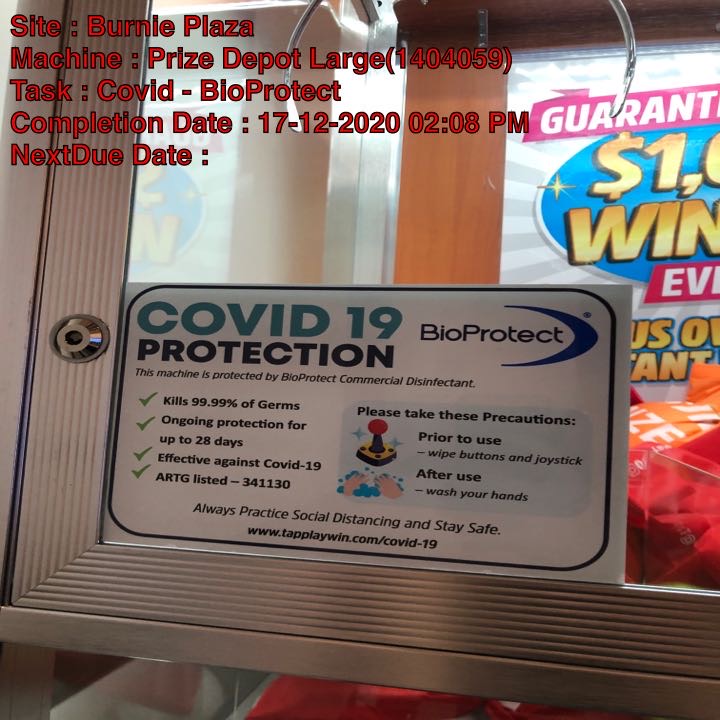 Site : Burnie Plaza
Machine : Prize Depot Large(1404059)
Task : Covid - BioProtect
Completion Date : 17-12-2020 02:08 PM
NextDue Date :
$1,
WIN
COVID 19
PROTECTION
BioProtect®
This machine is protected by BioProtect Commercial Disinfectant.
✓ Kills 99.99% of Germs
✓ Ongoing protection for
up to 28 days
✓ Effective against Covid-19
✓ ARTG listed – 341130
Please take these Precautions:
Prior to use
– wipe buttons and joystick
After use
– wash your hands
Always Practice Social Distancing and Stay Safe.
www.tapplaywin.com/covid-19